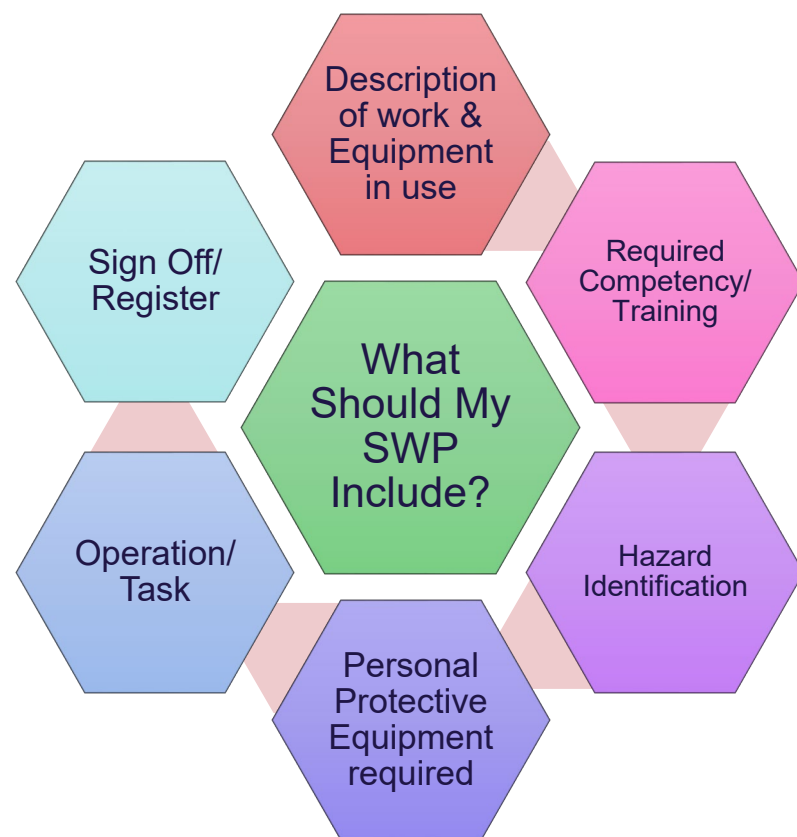 Description
of work &
Equipment
in use
Required
Competency/
Training
Hazard
Identification
Personal
Protective
Equipment
required
Operation/
Task
Sign Off/
Register
What
Should My
SWP
Include?